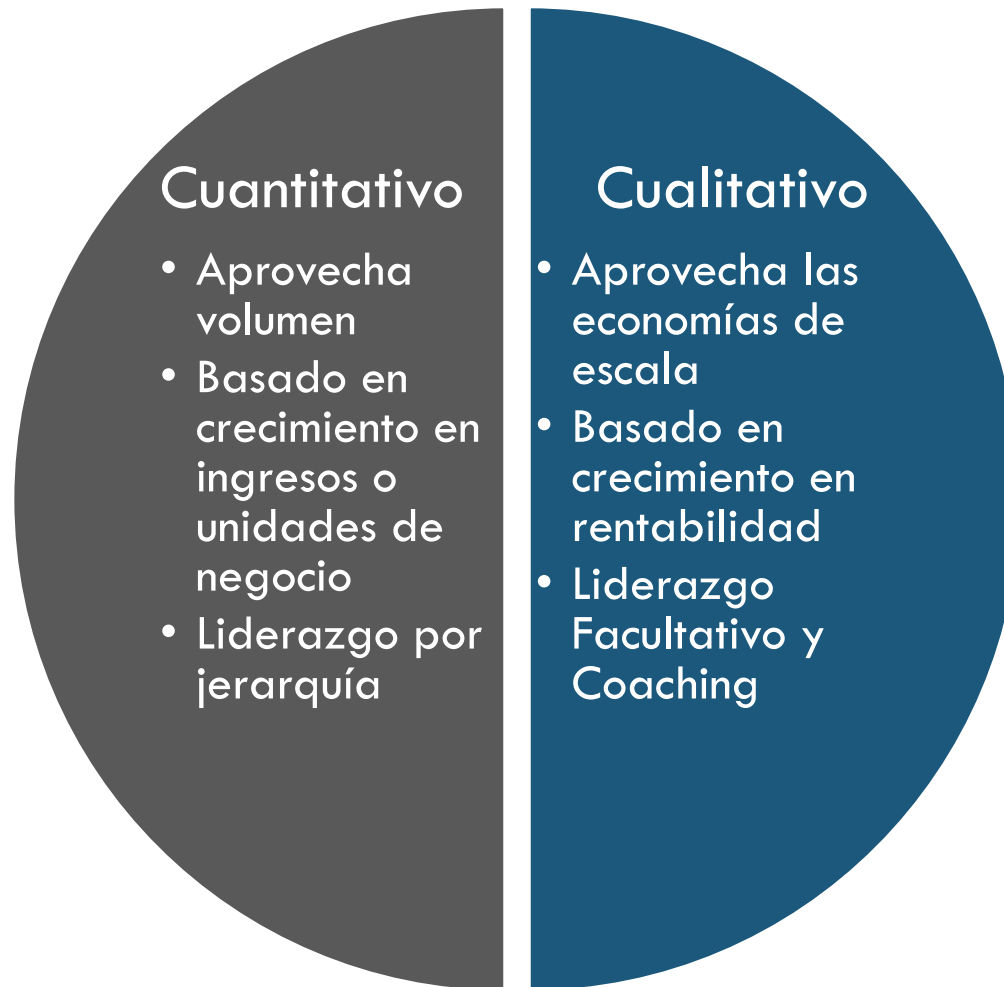 Cuantitativo
• Aprovecha
volumen
• Basado en
crecimiento en
ingresos o
unidades de
negocio
• Liderazgo por
jerarquía
Cualitativo
• Aprovecha las
economías de
escala
• Basado en
crecimiento en
rentabilidad
• Liderazgo
Facultativo y
Coaching